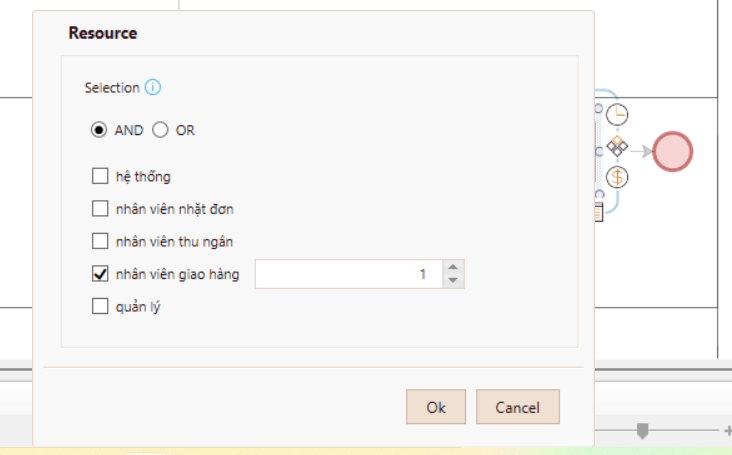 Resource
Selection
AND OR
hệ thống
nhân viên nhặt đơn
nhân viên thu ngân
nhân viên giao hàng 1
quản lý
Ok Cancel